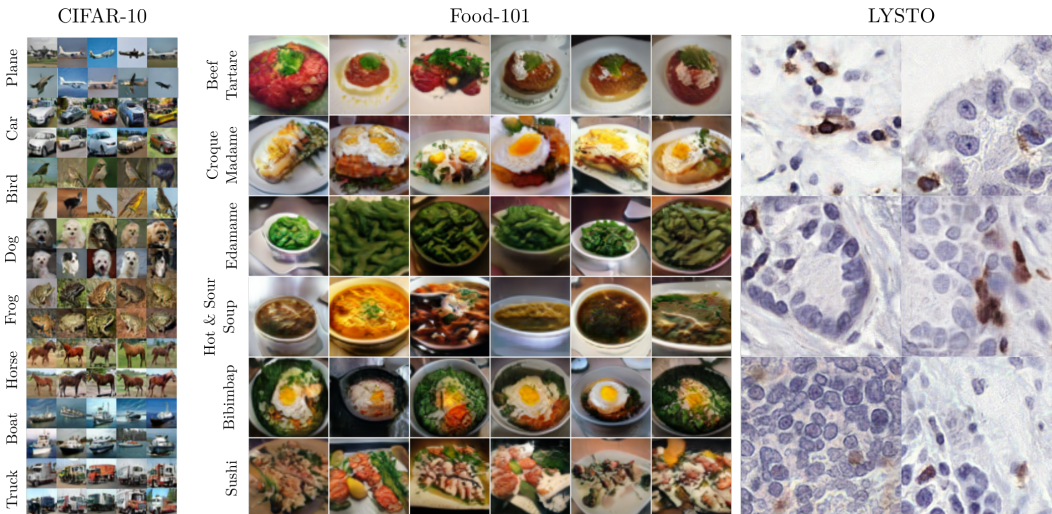 CIFAR-10
Plane
Car
Bird
Dog
Frog
Horse
Boat
Truck
Food-101
Beef
Tartare
Croque
Madame
Edamame
Hot & Sour
Soup
Bibimbap
Sushi
LYSTO